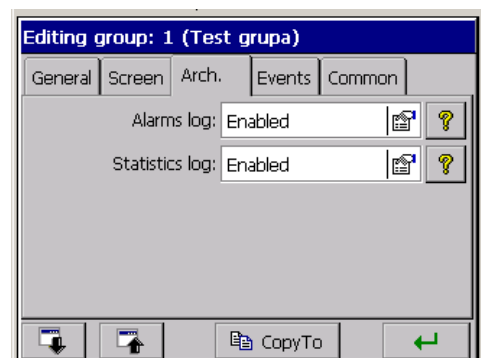 Editing group: 1 (Test grupa)
General Screen Arch. Events Common
Alarms log: Enabled ?
Statistics log: Enabled ?
CopyTo